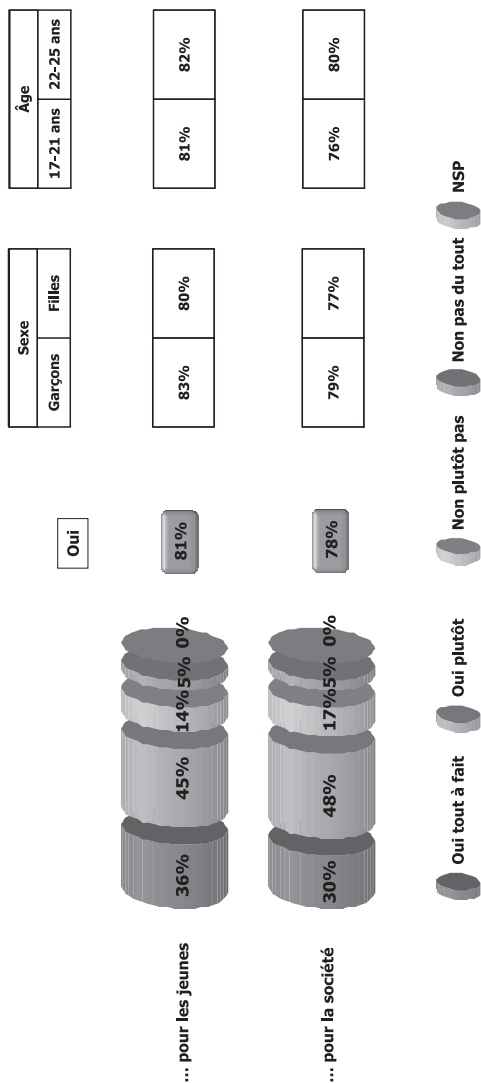 Sexe Âge
Oui Garçons Filles 17-21 ans 22-25 ans
... pour les jeunes 36% 45% 14% 5% 0% 81% 83% 80% 81% 82%
... pour la société 30% 48% 17% 5% 0% 78% 79% 77% 76% 80%
Oui tout à fait Oui plutôt Non plutôt pas Non pas du tout NSP